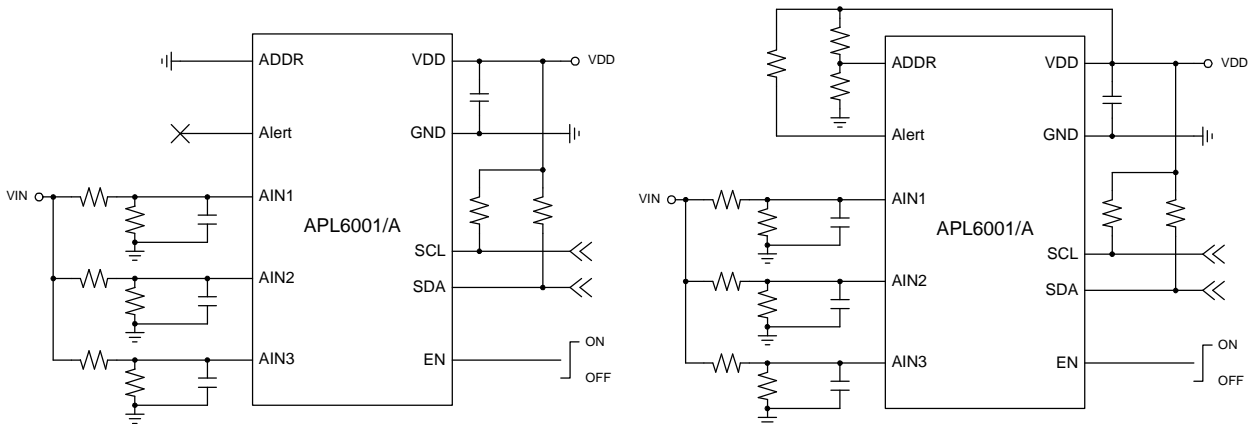 ADDR
VDD
VDD
Alert
GND
VIN
AIN1
APL6001/A
SCL
AIN2
SDA
AIN3
EN
ON
OFF
ADDR
VDD
VDD
Alert
GND
VIN
AIN1
APL6001/A
SCL
AIN2
SDA
AIN3
EN
ON
OFF